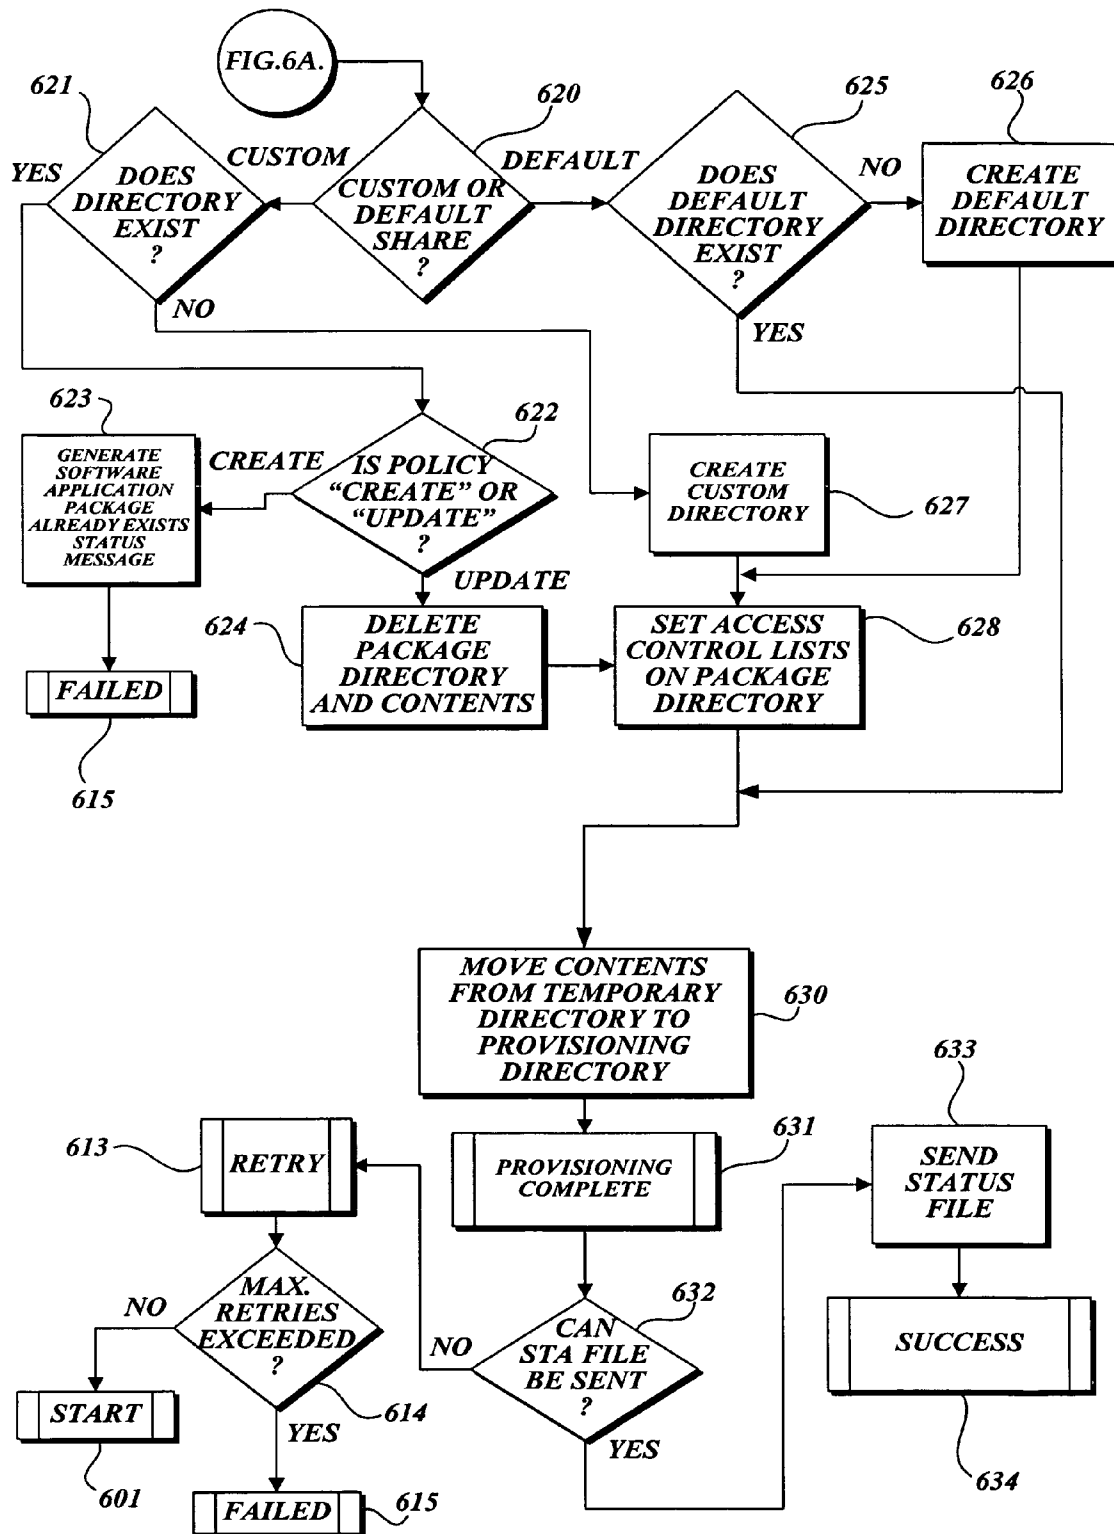 FIG.6A.
621
620
625
626
YES
CUSTOM
DEFAULT
NO
DOES
DIRECTORY
EXIST
?
CUSTOM OR
DEFAULT
SHARE
?
DOES
DEFAULT
DIRECTORY
EXIST
?
CREATE
DEFAULT
DIRECTORY
NO
YES
623
622
GENERATE
SOFTWARE
APPLICATION
PACKAGE
ALREADY EXISTS
STATUS
MESSAGE
CREATE
IS POLICY
“CREATE” OR
“UPDATE”
?
CREATE
CUSTOM
DIRECTORY
627
UPDATE
624
DELETE
PACKAGE
DIRECTORY
AND CONTENTS
SET ACCESS
CONTROL LISTS
ON PACKAGE
DIRECTORY
628
FAILED
615
MOVE CONTENTS
FROM TEMPORARY
DIRECTORY TO
PROVISIONING
DIRECTORY
630
633
613
RETRY
PROVISIONING
COMPLETE
631
SEND
STATUS
FILE
NO
MAX.
RETRIES
EXCEEDED
?
NO
CAN
STA FILE
BE SENT
?
632
SUCCESS
START
614
YES
YES
601
634
FAILED
615